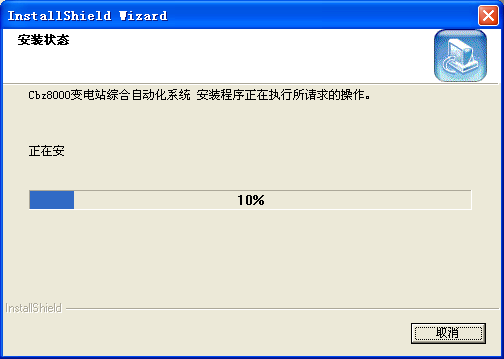 InstallShield Wizard
安装状态
Cbz8000变电站综合自动化系统 安装程序正在执行所请求的操作。
正在安
10%
InstallShield
取消